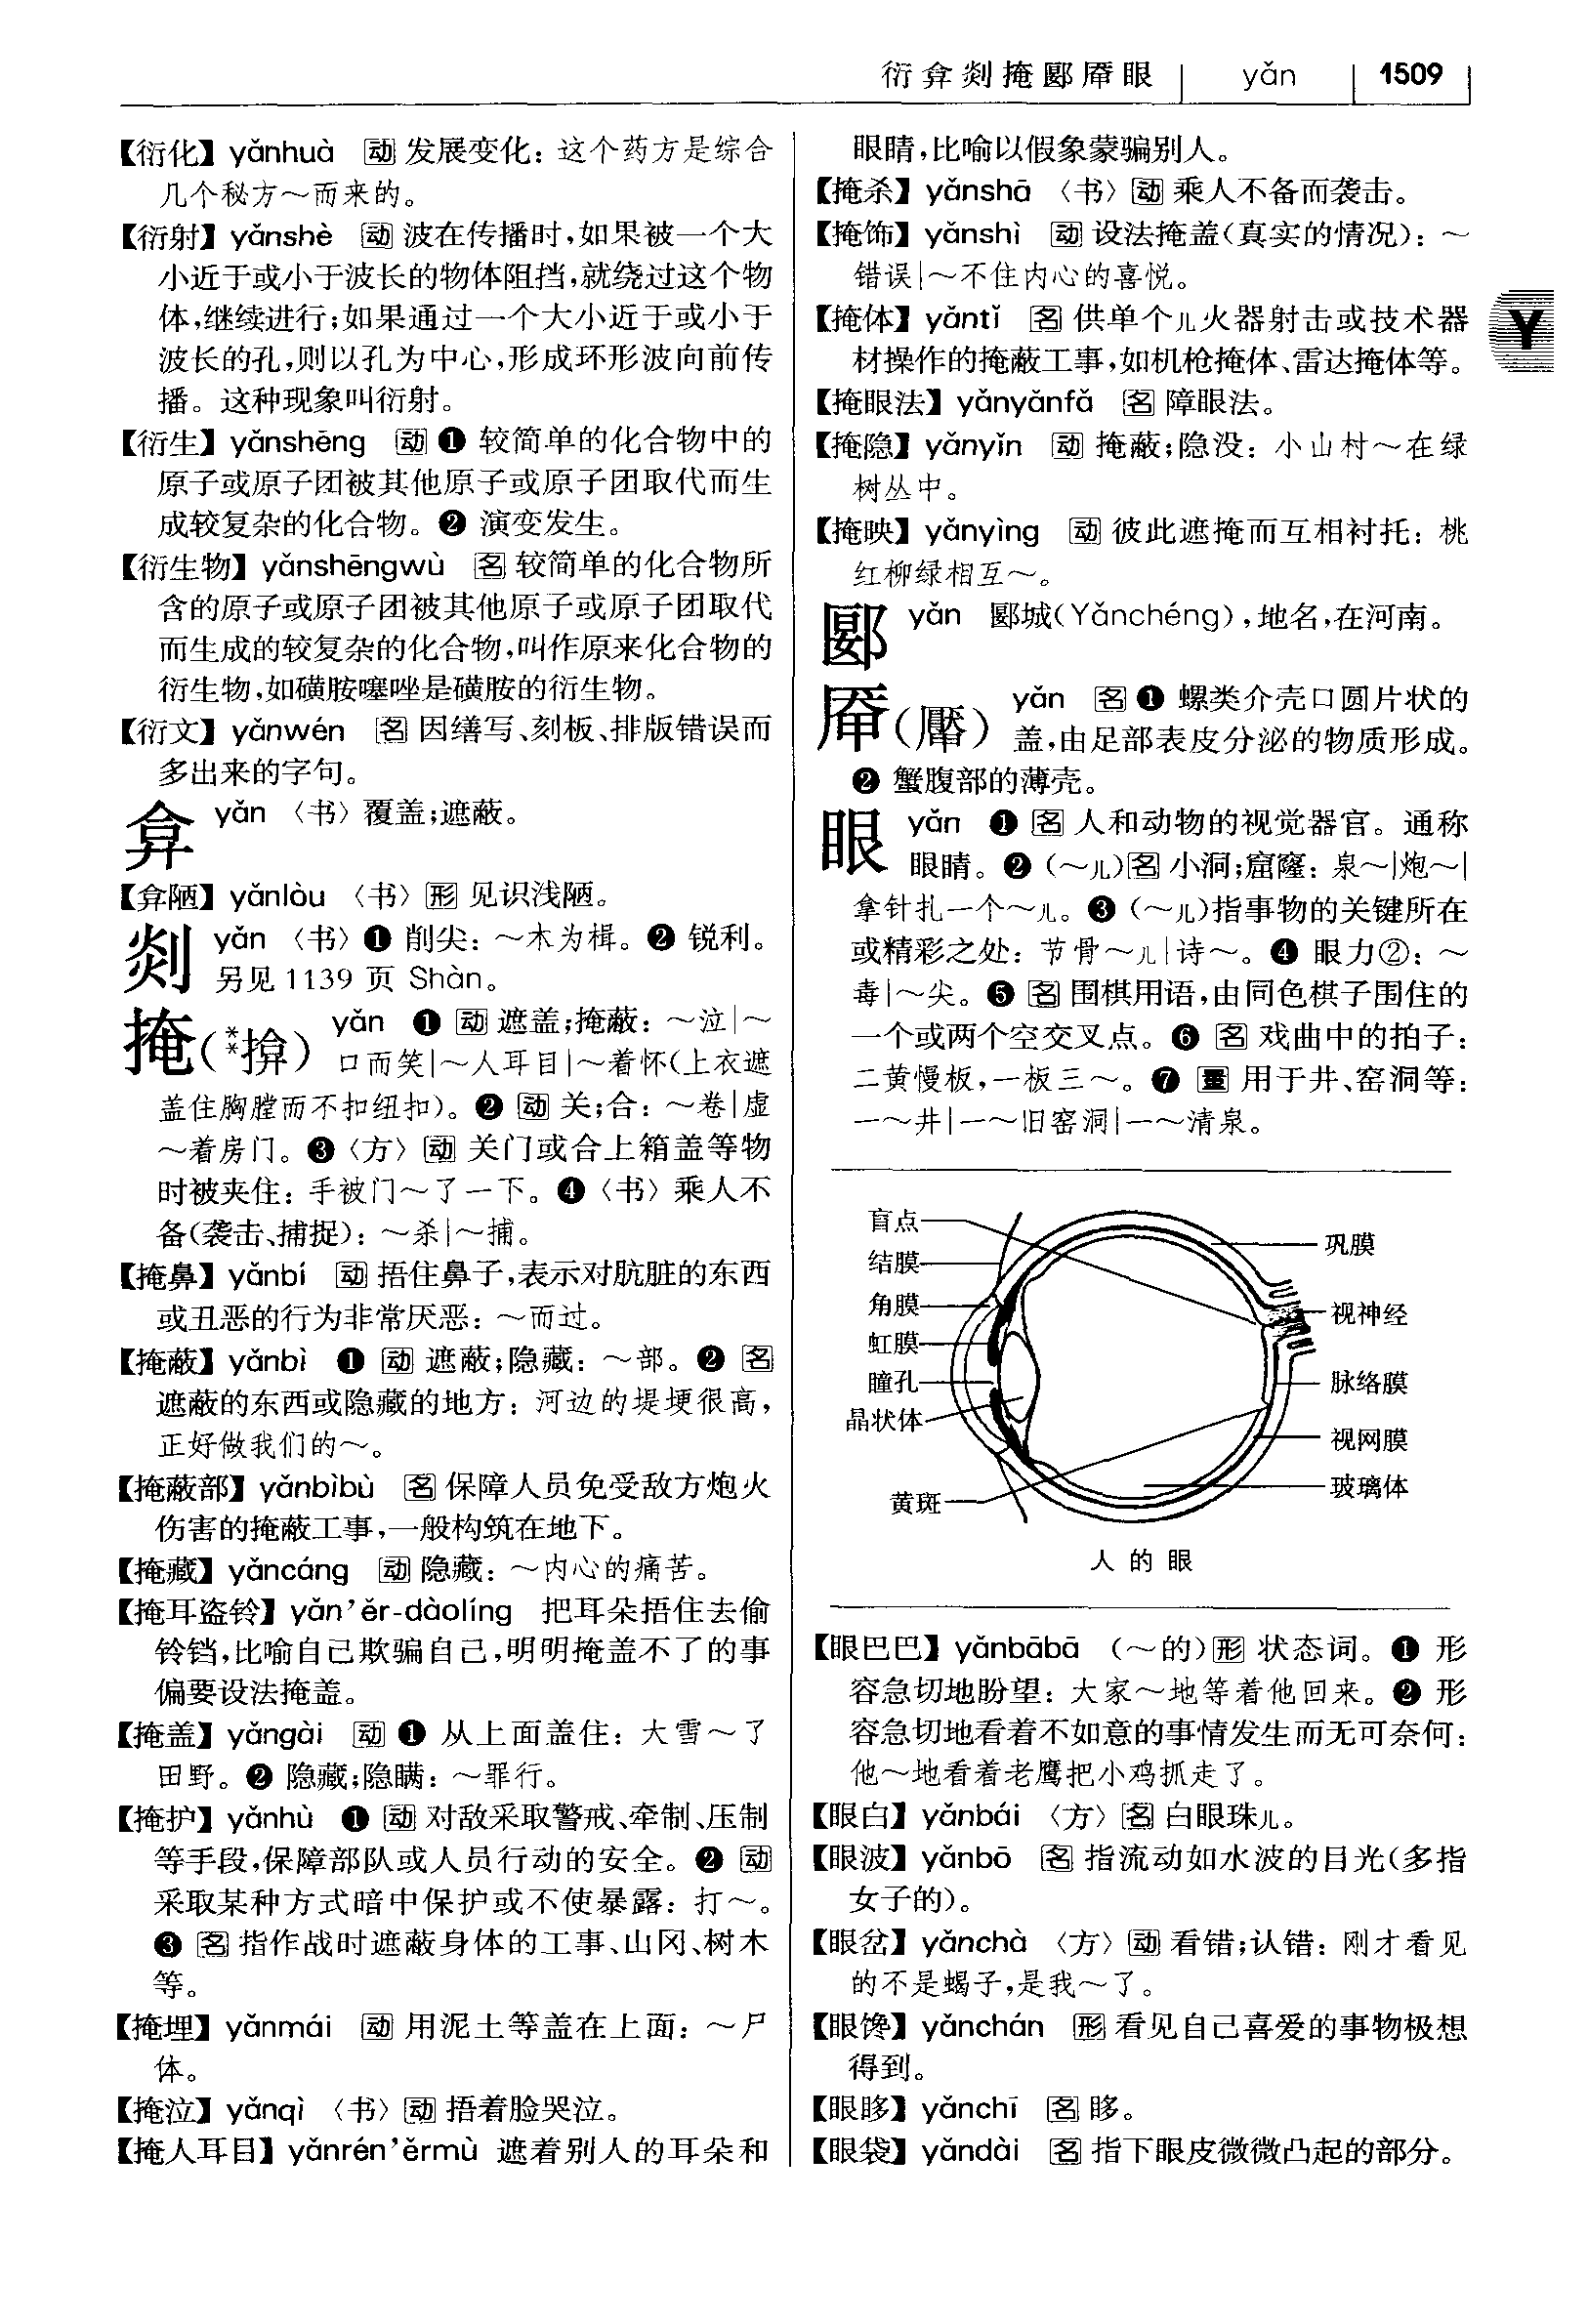 衍弇剡掩郾厣眼 yǎn 1509
【衍化】yǎnhuà 动 发展变化：这个药方是综合
几个秘方～而来的。
【衍射】yǎnshè 动 波在传播时，如果被一个大
小近于或小于波长的物体阻挡，就绕过这个物
体，继续进行；如果通过一个大小近于或小于
波长的孔，则以孔为中心，形成环形波向前传
播。这种现象叫衍射。
【衍生】yǎnshēng 动 ❶ 较简单的化合物中的
原子或原子团被其他原子或原子团取代而生
成较复杂的化合物。❷ 演变发生。
【衍生物】yǎnshēngwù 名 较简单的化合物所
含的原子或原子团被其他原子或原子团取代
而生成的较复杂的化合物，叫作原来化合物的
衍生物，如磺胺噻唑是磺胺的衍生物。
【衍文】yǎnwén 名 因缮写、刻板、排版错误而
多出来的字句。
弇 yǎn〈书〉覆盖；遮蔽。
【弇陋】yǎnlòu〈书〉形 见识浅陋。
剡 yǎn〈书〉❶ 削尖：～木为楫。❷ 锐利。
另见1139 页 Shàn。
掩(**揜) yǎn ❶ 动 遮盖；掩蔽：～泣|～
口而笑|～人耳目|～着怀(上衣遮
盖住胸膛而不扣纽扣)。❷ 动 关；合：～卷|虚
～着房门。❸〈方〉动 关门或合上箱盖等物
时被夹住：手被门～了一下。❹〈书〉乘人不
备(袭击、捕捉)：～杀|～捕。
【掩鼻】yǎnbí 动 捂住鼻子，表示对肮脏的东西
或丑恶的行为非常厌恶：～而过。
【掩蔽】yǎnbì ❶ 动 遮蔽；隐藏：～部。❷ 名
遮蔽的东西或隐藏的地方：河边的堤埂很高，
正好做我们的～。
【掩蔽部】yǎnbìbù 名 保障人员免受敌方炮火
伤害的掩蔽工事，一般构筑在地下。
【掩藏】yǎncáng 动 隐藏：～内心的痛苦。
【掩耳盗铃】yǎn’ěr-dàolíng 把耳朵捂住去偷
铃铛，比喻自己欺骗自己，明明掩盖不了的事
偏要设法掩盖。
【掩盖】yǎngài 动 ❶ 从上面盖住：大雪～了
田野。❷ 隐藏；隐瞒：～罪行。
【掩护】yǎnhù ❶ 动 对敌采取警戒、牵制、压制
等手段，保障部队或人员行动的安全。❷ 动
采取某种方式暗中保护或不使暴露：打～。
❸ 名 指作战时遮蔽身体的工事、山冈、树木
等。
【掩埋】yǎnmái 动 用泥土等盖在上面：～尸
体。
【掩泣】yǎnqì〈书〉动 捂着脸哭泣。
【掩人耳目】yǎnrén’ěrmù 遮着别人的耳朵和
眼睛，比喻以假象蒙骗别人。
【掩杀】yǎnshā〈书〉动 乘人不备而袭击。
【掩饰】yǎnshì 动 设法掩盖(真实的情况)：～
错误|～不住内心的喜悦。
【掩体】yǎntǐ 名 供单个儿火器射击或技术器
材操作的掩蔽工事，如机枪掩体、雷达掩体等。
【掩眼法】yǎnyǎnfǎ 名 障眼法。
【掩隐】yǎnyǐn 动 掩蔽；隐没：小山村～在绿
树丛中。
【掩映】yǎnyìng 动 彼此遮掩而互相衬托：桃
红柳绿相互～。
郾 yǎn 郾城(Yǎnchéng)，地名，在河南。
厣(厴) yǎn 名 ❶ 螺类介壳口圆片状的
盖，由足部表皮分泌的物质形成。
❷ 蟹腹部的薄壳。
眼 yǎn ❶ 名 人和动物的视觉器官。通称
眼睛。❷(～儿)名 小洞；窟窿：泉～|炮～|
拿针扎一个～儿。❸(～儿)指事物的关键所在
或精彩之处：节骨～儿|诗～。❹ 眼力②：～
毒|～尖。❺ 名 围棋用语，由同色棋子围住的
一个或两个空交叉点。❻ 名 戏曲中的拍子：
二黄慢板，一板三～。❼ 量 用于井、窑洞等：
一～井|一～旧窑洞|一～清泉。
盲点
结膜
角膜
虹膜
瞳孔
晶状体
黄斑
巩膜
视神经
脉络膜
视网膜
玻璃体
人的眼
【眼巴巴】yǎnbābā (～的)形 状态词。❶ 形
容急切地盼望：大家～地等着他回来。❷ 形
容急切地看着不如意的事情发生而无可奈何：
他～地看着老鹰把小鸡抓走了。
【眼白】yǎnbái〈方〉名 白眼珠儿。
【眼波】yǎnbō 名 指流动如水波的目光(多指
女子的)。
【眼岔】yǎnchà〈方〉动 看错；认错：刚才看见
的不是蝎子，是我～了。
【眼馋】yǎnchán 形 看见自己喜爱的事物极想
得到。
【眼眵】yǎnchī 名 眵。
【眼袋】yǎndài 名 指下眼皮微微凸起的部分。
Y